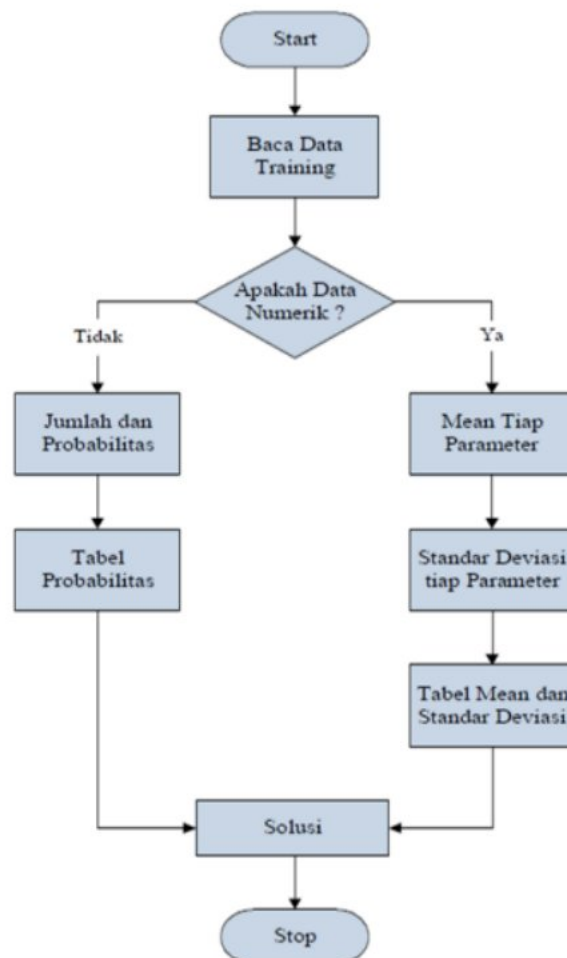 Start
Baca Data
Training
Apakah Data
Numerik ?
Tidak
Ya
Jumlah dan
Probabilitas
Mean Tiap
Parameter
Tabel
Probabilitas
Standar Deviasi
tiap Parameter
Tabel Mean dan
Standar Deviasi
Solusi
Stop